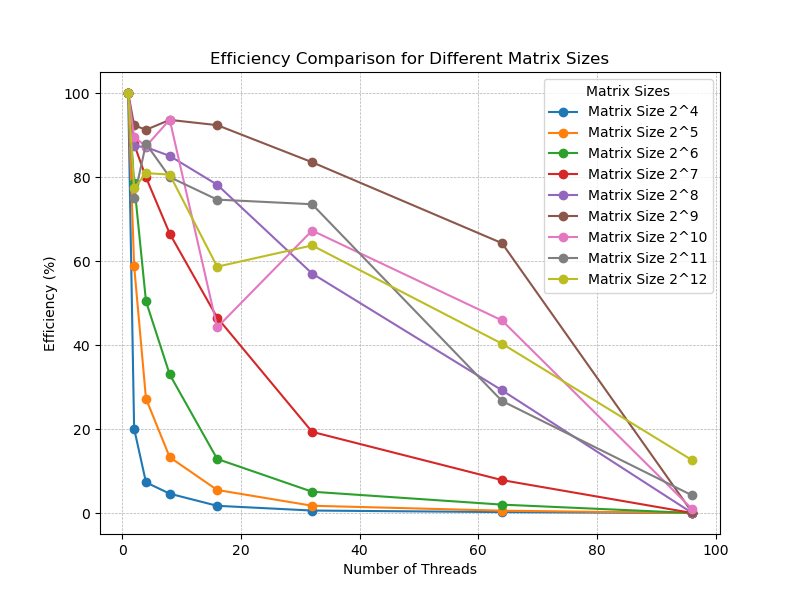 Efficiency Comparison for Different Matrix Sizes
Matrix Sizes
Matrix Size 2^4
Matrix Size 2^5
Matrix Size 2^6
Matrix Size 2^7
Matrix Size 2^8
Matrix Size 2^9
Matrix Size 2^10
Matrix Size 2^11
Matrix Size 2^12
Efficiency (%)
100
80
60
40
20
0
0 20 40 60 80 100
Number of Threads